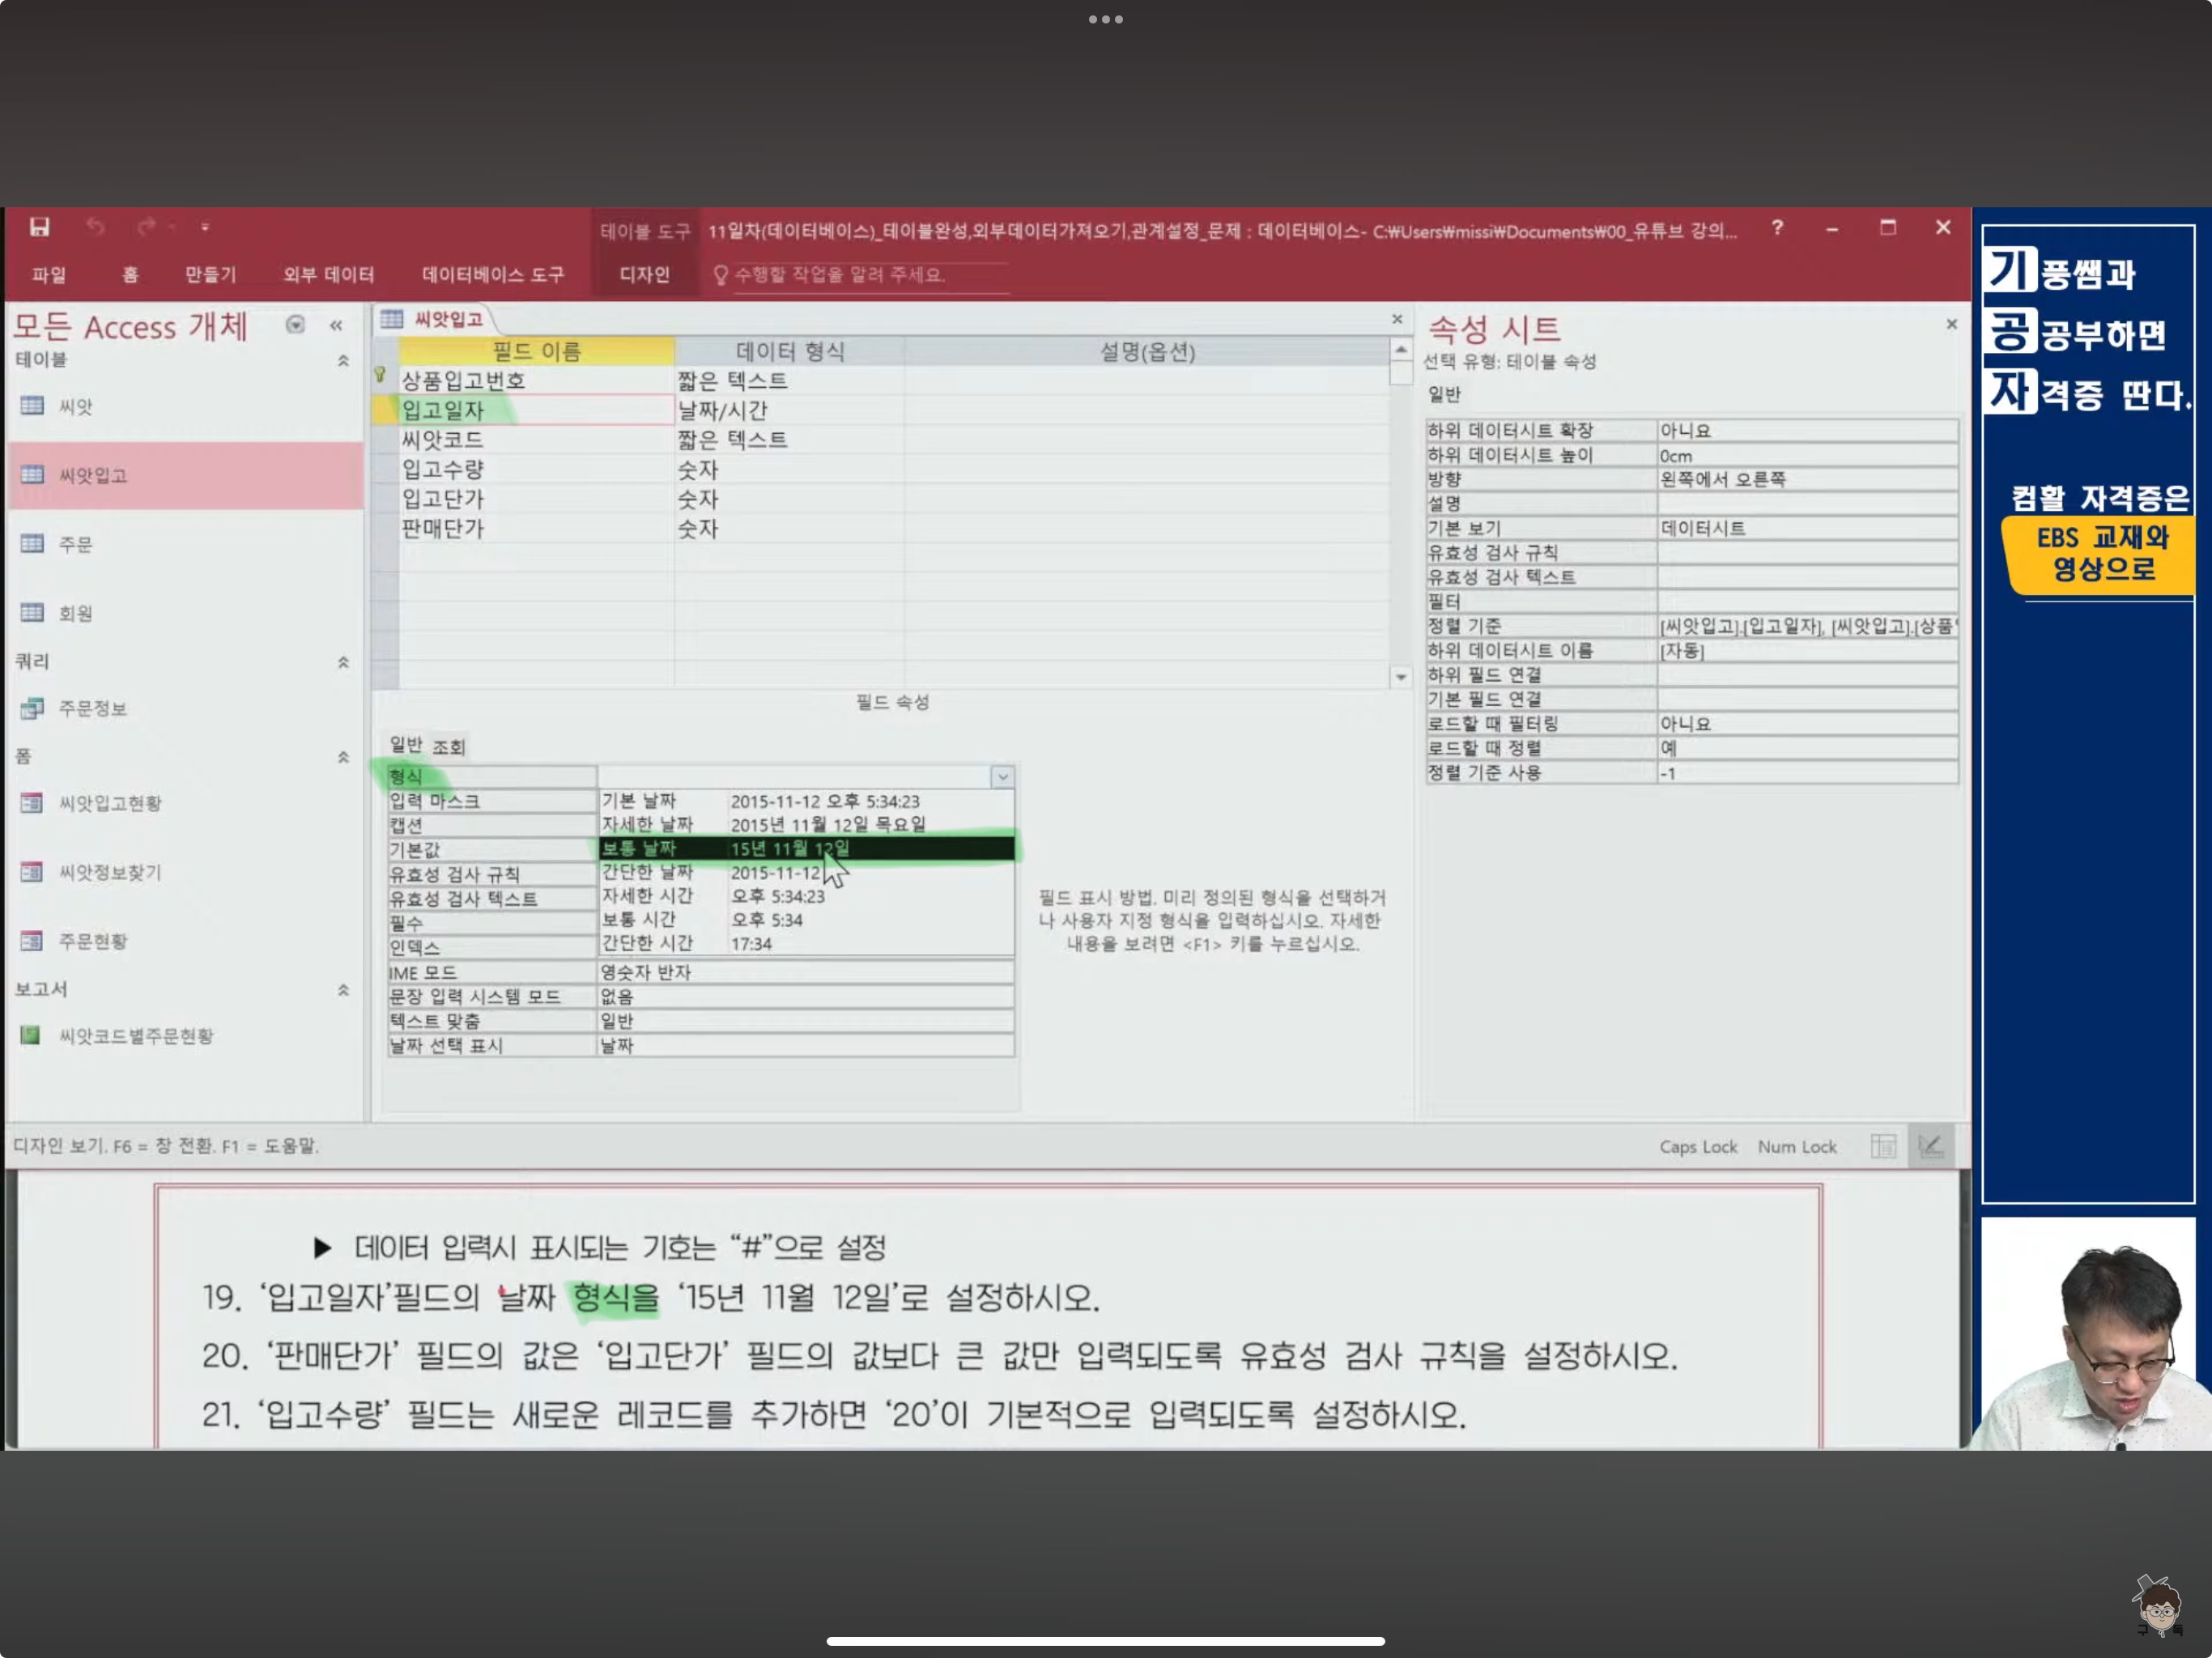 테이블 도구 11일차(데이터베이스)_테이블완성,외부데이터가져오기,관계설정_문제 : 데이터베이스- C:₩Users₩missi₩Documents₩00_유튜브 강의... ?
파일 홈 만들기 외부 데이터 데이터베이스 도구 디자인 수행할 작업을 알려 주세요.
모든 Access 개체
테이블
씨앗
씨앗입고
주문
회원
쿼리
주문정보
폼
씨앗입고현황
씨앗정보찾기
주문현황
보고서
씨앗코드별주문현황
씨앗입고
필드 이름 데이터 형식 설명(옵션)
상품입고번호 짧은 텍스트
입고일자 날짜/시간
씨앗코드 짧은 텍스트
입고수량 숫자
입고단가 숫자
판매단가 숫자
필드 속성
일반 조회
형식
입력 마스크
캡션
기본값
유효성 검사 규칙
유효성 검사 텍스트
필수
인덱스
IME 모드 영숫자 반자
문장 입력 시스템 모드 없음
텍스트 맞춤 일반
날짜 선택 표시 날짜
기본 날짜 2015-11-12 오후 5:34:23
자세한 날짜 2015년 11월 12일 목요일
보통 날짜 15년 11월 12일
간단한 날짜 2015-11-12
자세한 시간 오후 5:34:23
보통 시간 오후 5:34
간단한 시간 17:34
필드 표시 방법. 미리 정의된 형식을 선택하거
나 사용자 지정 형식을 입력하십시오. 자세한
내용을 보려면 <F1> 키를 누르십시오.
속성 시트
선택 유형: 테이블 속성
일반
하위 데이터시트 확장 아니요
하위 데이터시트 높이 0cm
방향 왼쪽에서 오른쪽
설명
기본 보기 데이터시트
유효성 검사 규칙
유효성 검사 텍스트
필터
정렬 기준 [씨앗입고].[입고일자], [씨앗입고].[상품
하위 데이터시트 이름 [자동]
하위 필드 연결
기본 필드 연결
로드할 때 필터링 아니요
로드할 때 정렬 예
정렬 기준 사용 -1
디자인 보기. F6 = 창 전환. F1 = 도움말.
Caps Lock Num Lock
▶ 데이터 입력시 표시되는 기호는 “#”으로 설정
19. ‘입고일자’필드의 날짜 형식을 ‘15년 11월 12일’로 설정하시오.
20. ‘판매단가’ 필드의 값은 ‘입고단가’ 필드의 값보다 큰 값만 입력되도록 유효성 검사 규칙을 설정하시오.
21. ‘입고수량’ 필드는 새로운 레코드를 추가하면 ‘20’이 기본적으로 입력되도록 설정하시오.
기풍쌤과
공공부하면
자격증 딴다.
컴활 자격증은
EBS 교재와
영상으로
구독